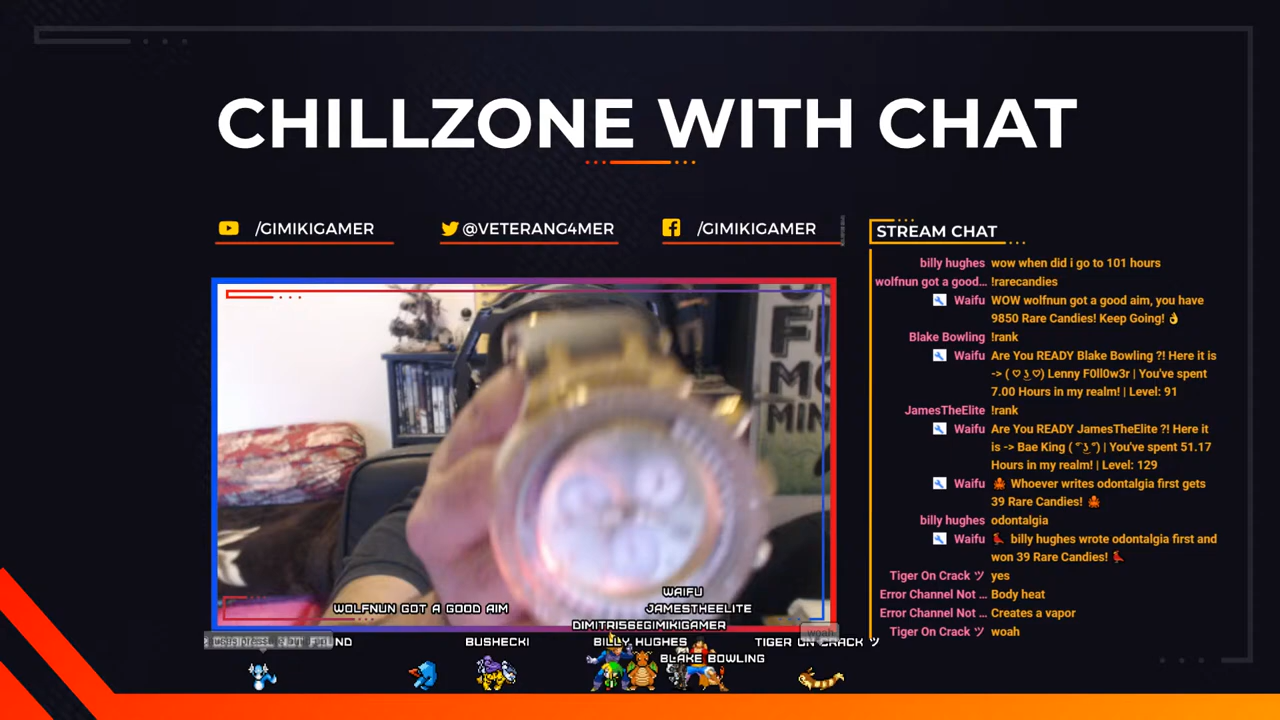 CHILLZONE WITH CHAT
/GIMIKIGAMER
@VETERANG4MER
/GIMIKIGAMER
STREAM CHAT
billy hughes wow when did i go to 101 hours
wolfnun got a good... !rarecandies
Waifu WOW wolfnun got a good aim, you have
9850 Rare Candies! Keep Going! 👌
Blake Bowling !rank
Waifu Are You READY Blake Bowling ?! Here it is
-> ( ♡ ͜ʖ ♡) Lenny F0ll0w3r | You've spent
7.00 Hours in my realm! | Level: 91
JamesTheElite !rank
Waifu Are You READY JamesTheElite ?! Here it
is -> Bae King ( ͡° ͜ʖ ͡°) | You've spent 51.17
Hours in my realm! | Level: 129
Waifu 🐙 Whoever writes odontalgia first gets
39 Rare Candies! 🐙
billy hughes odontalgia
Waifu 💃 billy hughes wrote odontalgia first and
won 39 Rare Candies! 💃
Tiger On Crack ツ yes
Error Channel Not ... Body heat
Error Channel Not ... Creates a vapor
Tiger On Crack ツ woah
WAIFU
WOLFNUN GOT A GOOD AIM
JAMESTHEELITE
GIMIKIGAMER
woah
BUSHECKI
BILLY HUGHES
TIGER ON CRACK ツ
BLAKE BOWLING